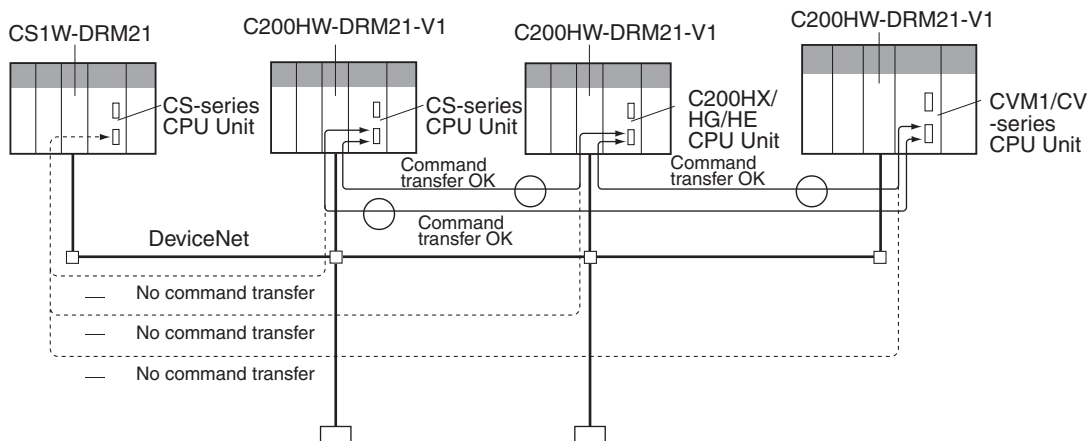 CS1W-DRM21
C200HW-DRM21-V1
C200HW-DRM21-V1
C200HW-DRM21-V1
CS-series
CPU Unit
CS-series
CPU Unit
C200HX/
HG/HE
CPU Unit
CVM1/CV
-series
CPU Unit
Command
transfer OK
Command
transfer OK
Command
transfer OK
DeviceNet
— No command transfer
— No command transfer
— No command transfer